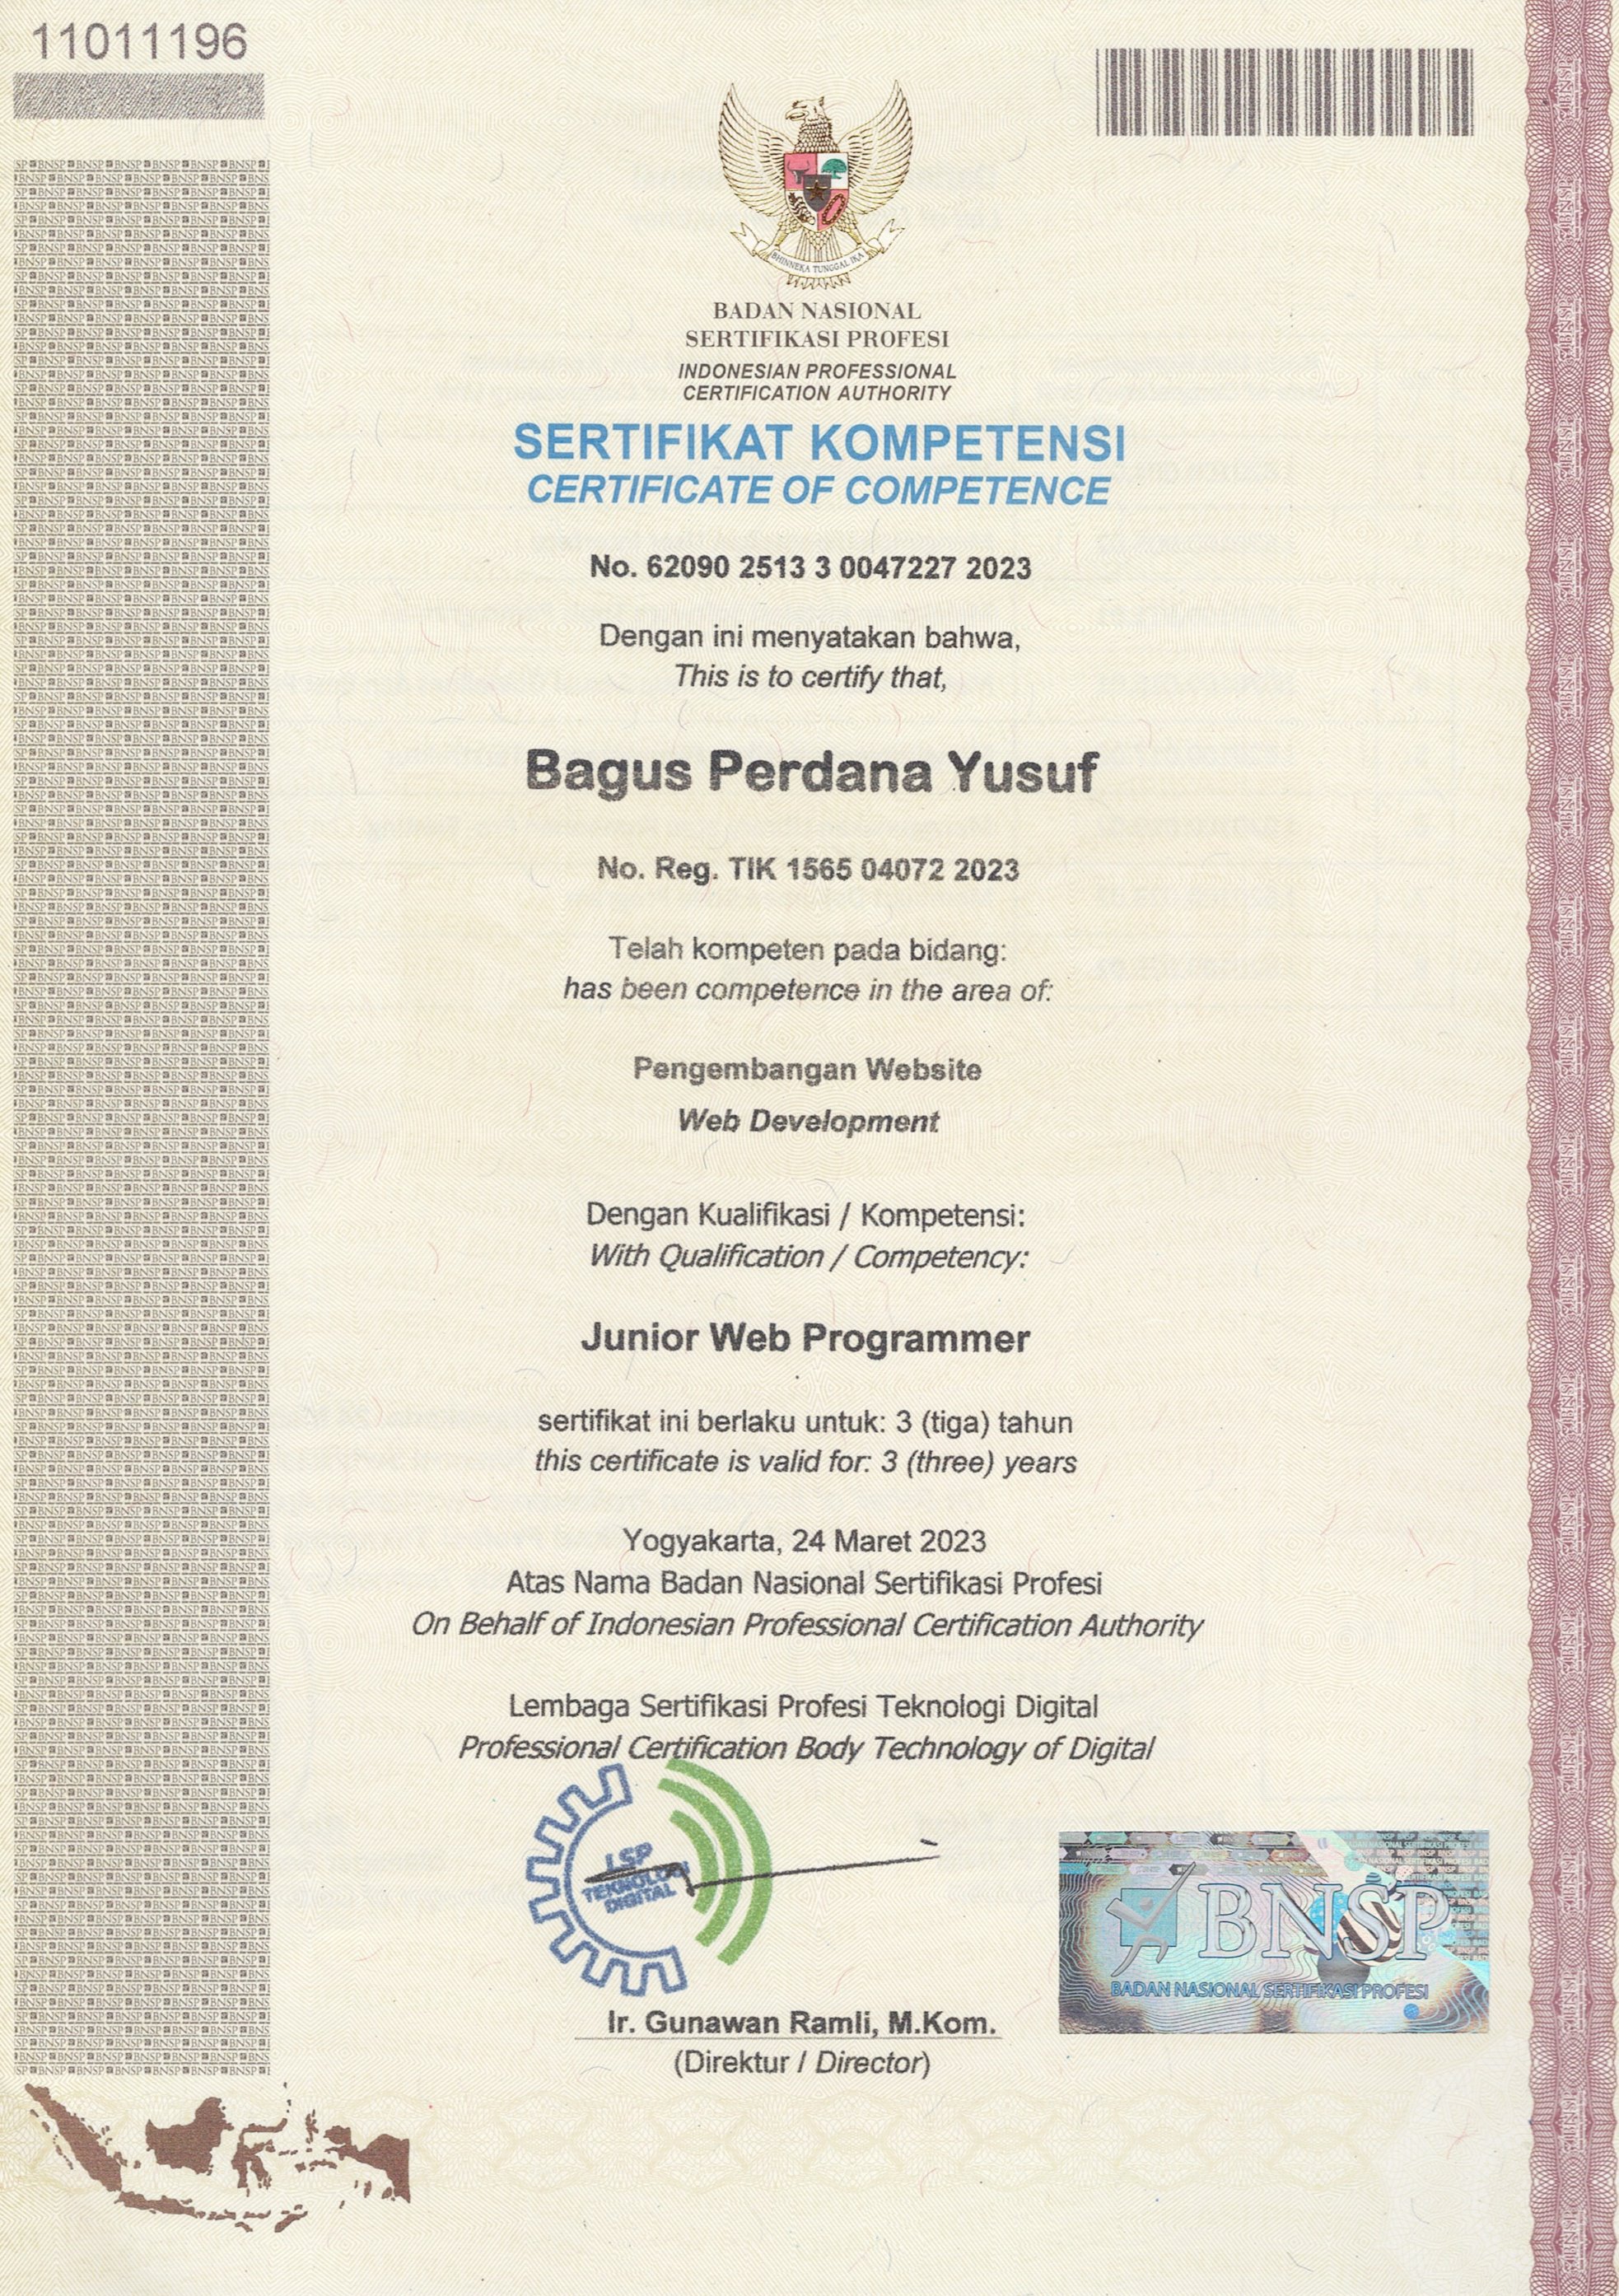 11011196
BHINNEKA TUNGGAL IKA
BADAN NASIONAL
SERTIFIKASI PROFESI
INDONESIAN PROFESSIONAL
CERTIFICATION AUTHORITY
SERTIFIKAT KOMPETENSI
CERTIFICATE OF COMPETENCE
No. 62090 2513 3 0047227 2023
Dengan ini menyatakan bahwa,
This is to certify that,
Bagus Perdana Yusuf
No. Reg. TIK 1565 04072 2023
Telah kompeten pada bidang:
has been competence in the area of:
Pengembangan Website
Web Development
Dengan Kualifikasi / Kompetensi:
With Qualification / Competency:
Junior Web Programmer
sertifikat ini berlaku untuk: 3 (tiga) tahun
this certificate is valid for: 3 (three) years
Yogyakarta, 24 Maret 2023
Atas Nama Badan Nasional Sertifikasi Profesi
On Behalf of Indonesian Professional Certification Authority
Lembaga Sertifikasi Profesi Teknologi Digital
Professional Certification Body Technology of Digital
LSP
TEKNOLOGI
DIGITAL
BNSP
BADAN NASIONAL SERTIFIKASI PROFESI
Ir. Gunawan Ramli, M.Kom.
(Direktur / Director)